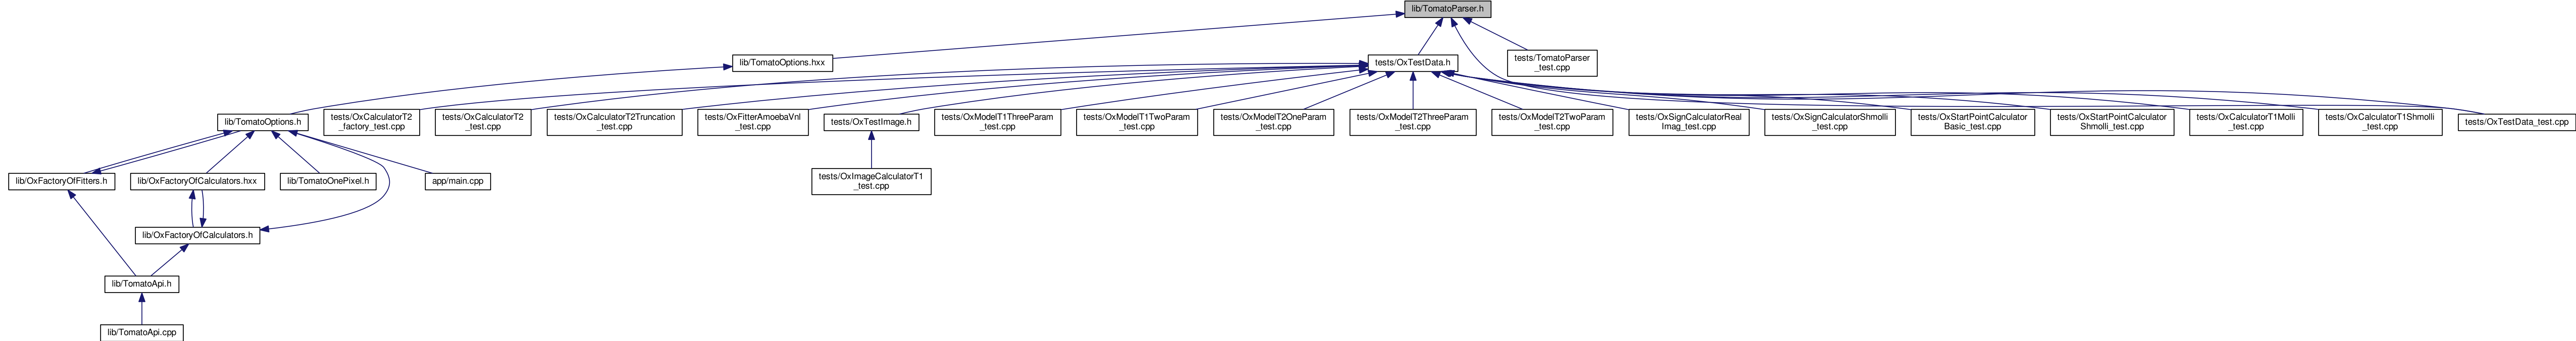 lib/TomatoParser.h
lib/TomatoOptions.hxx
tests/OxTestData.h
tests/TomatoParser
_test.cpp
lib/TomatoOptions.h
tests/OxCalculatorT2
_factory_test.cpp
tests/OxCalculatorT2
_test.cpp
tests/OxCalculatorT2Truncation
_test.cpp
tests/OxFitterAmoebaVnl
_test.cpp
tests/OxTestImage.h
tests/OxModelT1ThreeParam
_test.cpp
tests/OxModelT1TwoParam
_test.cpp
tests/OxModelT2OneParam
_test.cpp
tests/OxModelT2ThreeParam
_test.cpp
tests/OxModelT2TwoParam
_test.cpp
tests/OxSignCalculatorReal
Imag_test.cpp
tests/OxSignCalculatorShmolli
_test.cpp
tests/OxStartPointCalculator
Basic_test.cpp
tests/OxStartPointCalculator
Shmolli_test.cpp
tests/OxCalculatorT1Molli
_test.cpp
tests/OxCalculatorT1Shmolli
_test.cpp
tests/OxTestData_test.cpp
lib/OxFactoryOfFitters.h
lib/OxFactoryOfCalculators.hxx
lib/TomatoOnePixel.h
app/main.cpp
tests/OxImageCalculatorT1
_test.cpp
lib/OxFactoryOfCalculators.h
lib/TomatoApi.h
lib/TomatoApi.cpp